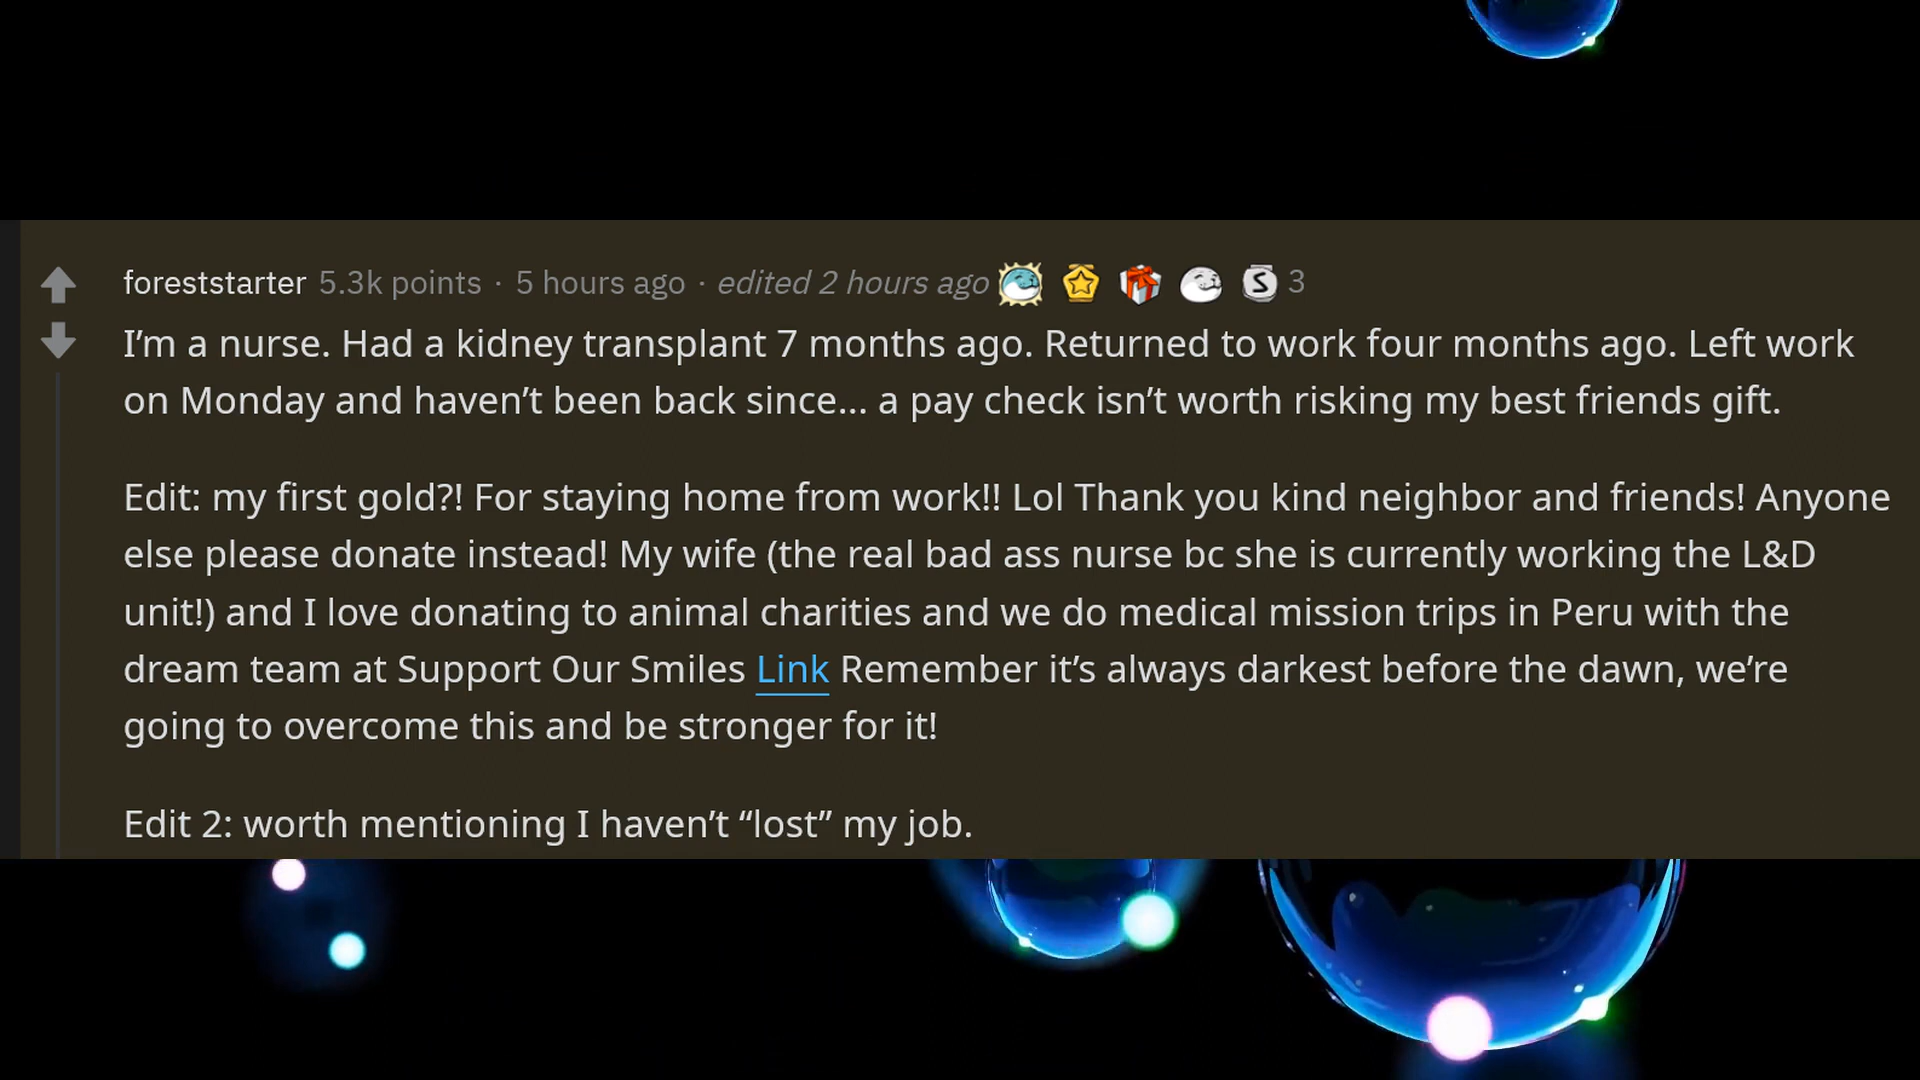 foreststarter 5.3k points · 5 hours ago · edited 2 hours ago S 3
I’m a nurse. Had a kidney transplant 7 months ago. Returned to work four months ago. Left work
on Monday and haven’t been back since... a pay check isn’t worth risking my best friends gift.
Edit: my first gold?! For staying home from work!! Lol Thank you kind neighbor and friends! Anyone
else please donate instead! My wife (the real bad ass nurse bc she is currently working the L&D
unit!) and I love donating to animal charities and we do medical mission trips in Peru with the
dream team at Support Our Smiles Link Remember it’s always darkest before the dawn, we’re
going to overcome this and be stronger for it!
Edit 2: worth mentioning I haven’t “lost” my job.